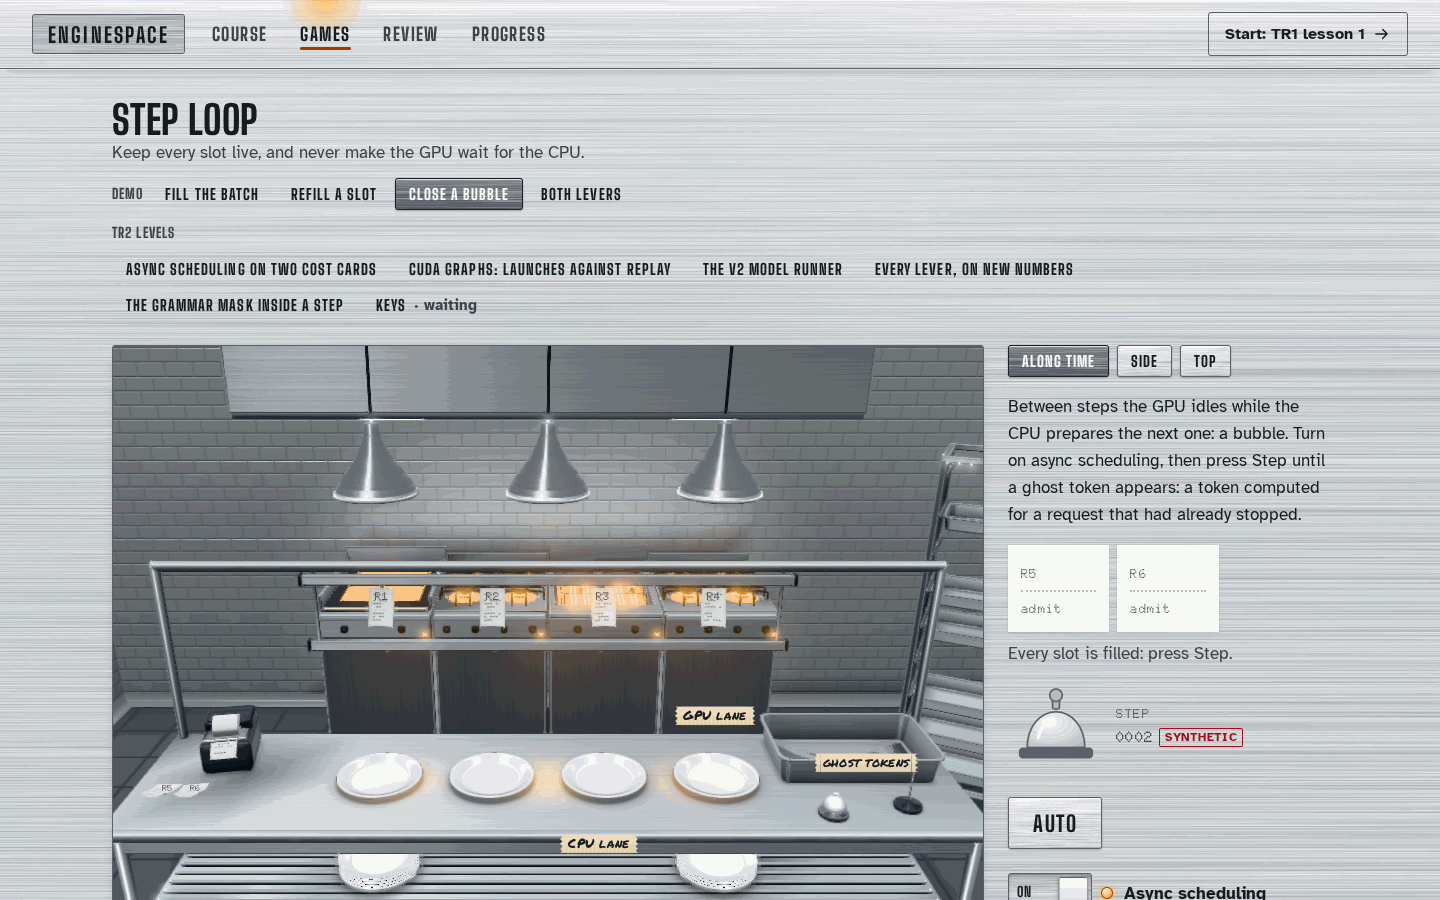 ENGINESPACE COURSE GAMES REVIEW PROGRESS Start: TR1 lesson 1 →
STEP LOOP
Keep every slot live, and never make the GPU wait for the CPU.
DEMO FILL THE BATCH REFILL A SLOT CLOSE A BUBBLE BOTH LEVERS
TR2 LEVELS
ASYNC SCHEDULING ON TWO COST CARDS CUDA GRAPHS: LAUNCHES AGAINST REPLAY THE V2 MODEL RUNNER EVERY LEVER, ON NEW NUMBERS
THE GRAMMAR MASK INSIDE A STEP KEYS · waiting
R1 R2 R3 R4
GPU LANE
GHOST TOKENS
R5 R6
CPU LANE
ALONG TIME SIDE TOP
Between steps the GPU idles while the
CPU prepares the next one: a bubble. Turn
on async scheduling, then press Step until
a ghost token appears: a token computed
for a request that had already stopped.
R5 R6
admit admit
Every slot is filled: press Step.
STEP
0002 SYNTHETIC
AUTO
ON Async scheduling